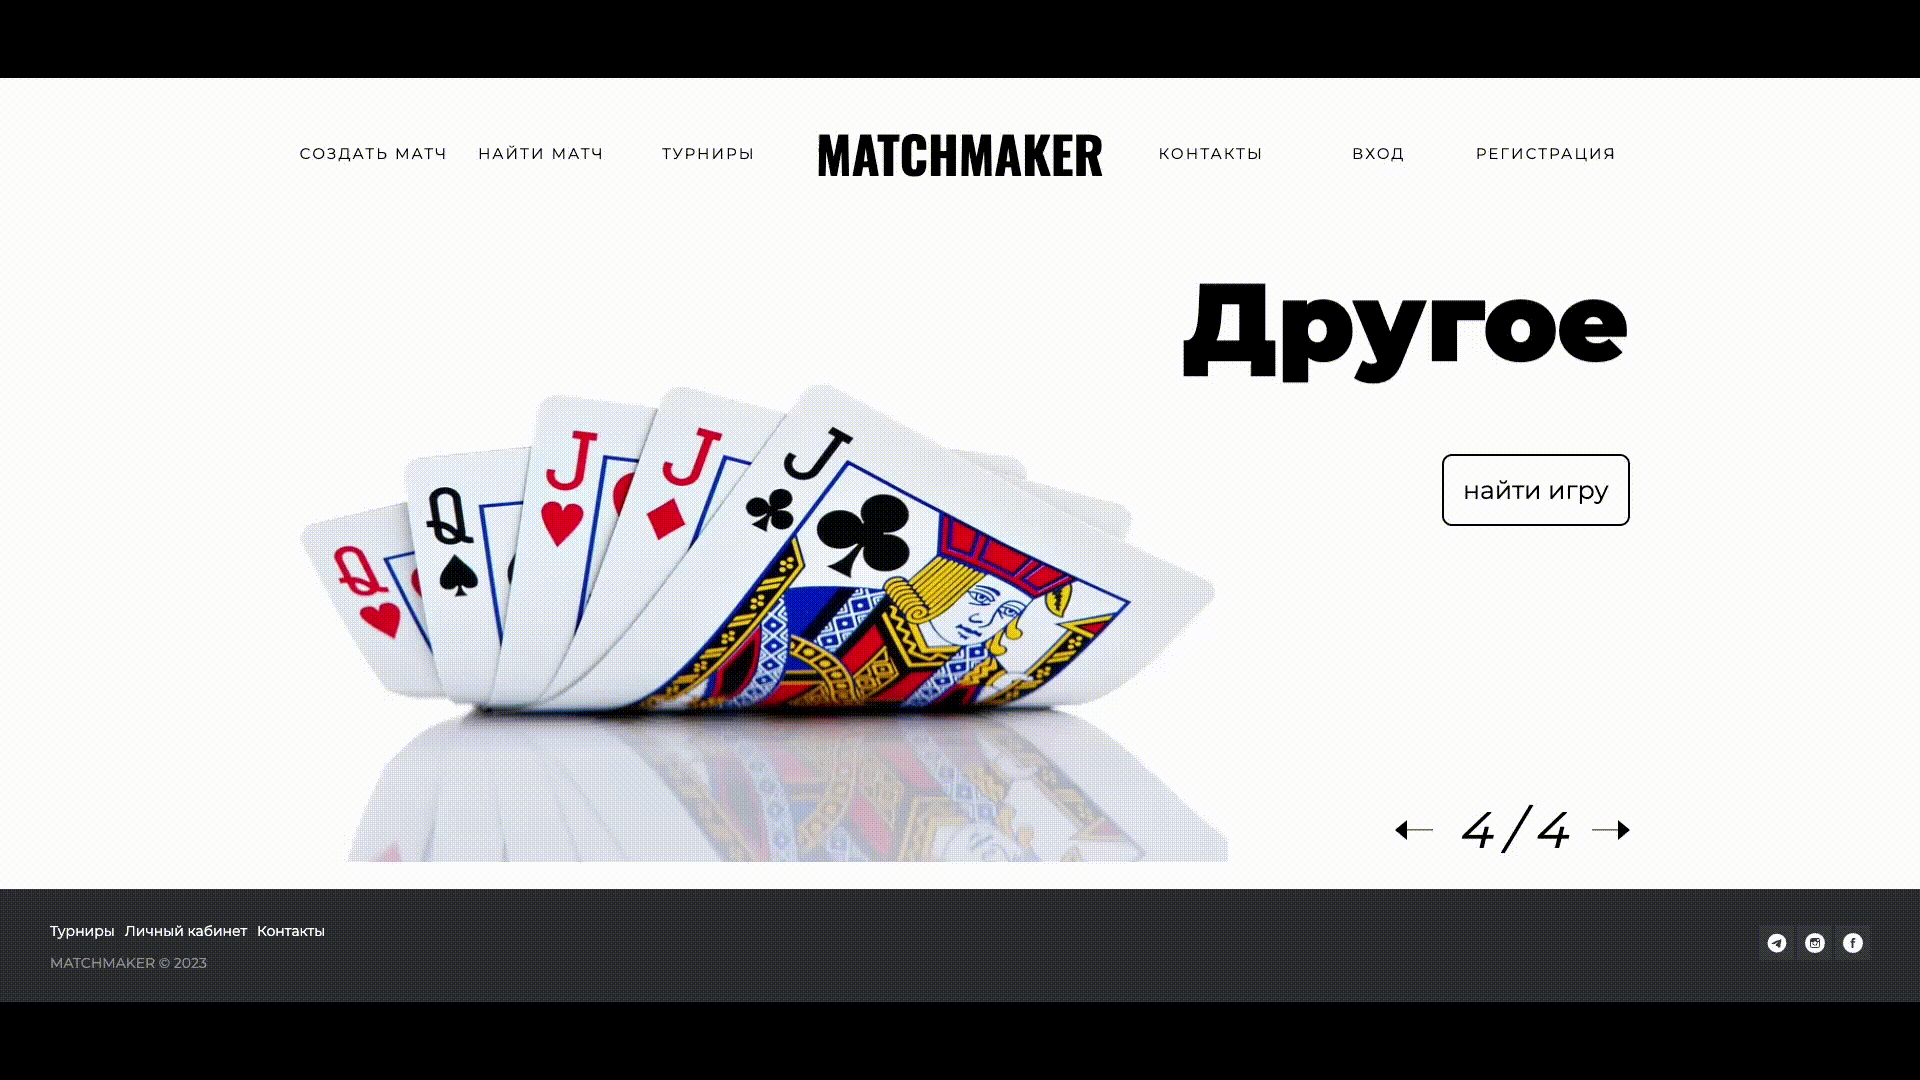 СОЗДАТЬ МАТЧ НАЙТИ МАТЧ ТУРНИРЫ MATCHMAKER КОНТАКТЫ ВХОД РЕГИСТРАЦИЯ
Другое
найти игру
Q Q J J J
4/4
Турниры Личный кабинет Контакты
MATCHMAKER © 2023